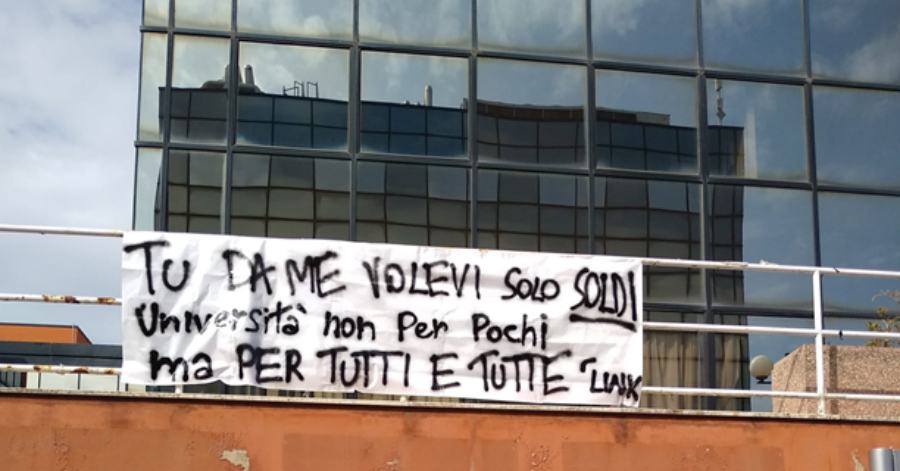 TU DA ME VOLEVI SOLO SOLDI
Università non Per Pochi
ma PER TUTTI E TUTTE "LINK